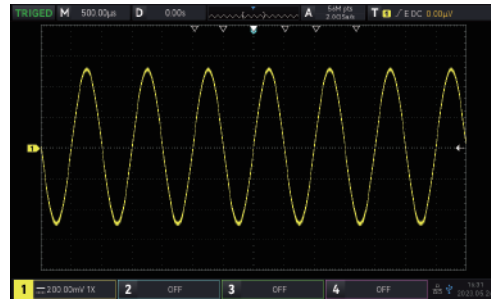 TRIGED M 500.00µs D 0.00s A T 1 E DC 0.00µV
1
1 200.00mV 1X 2 OFF 3 OFF 4 OFF